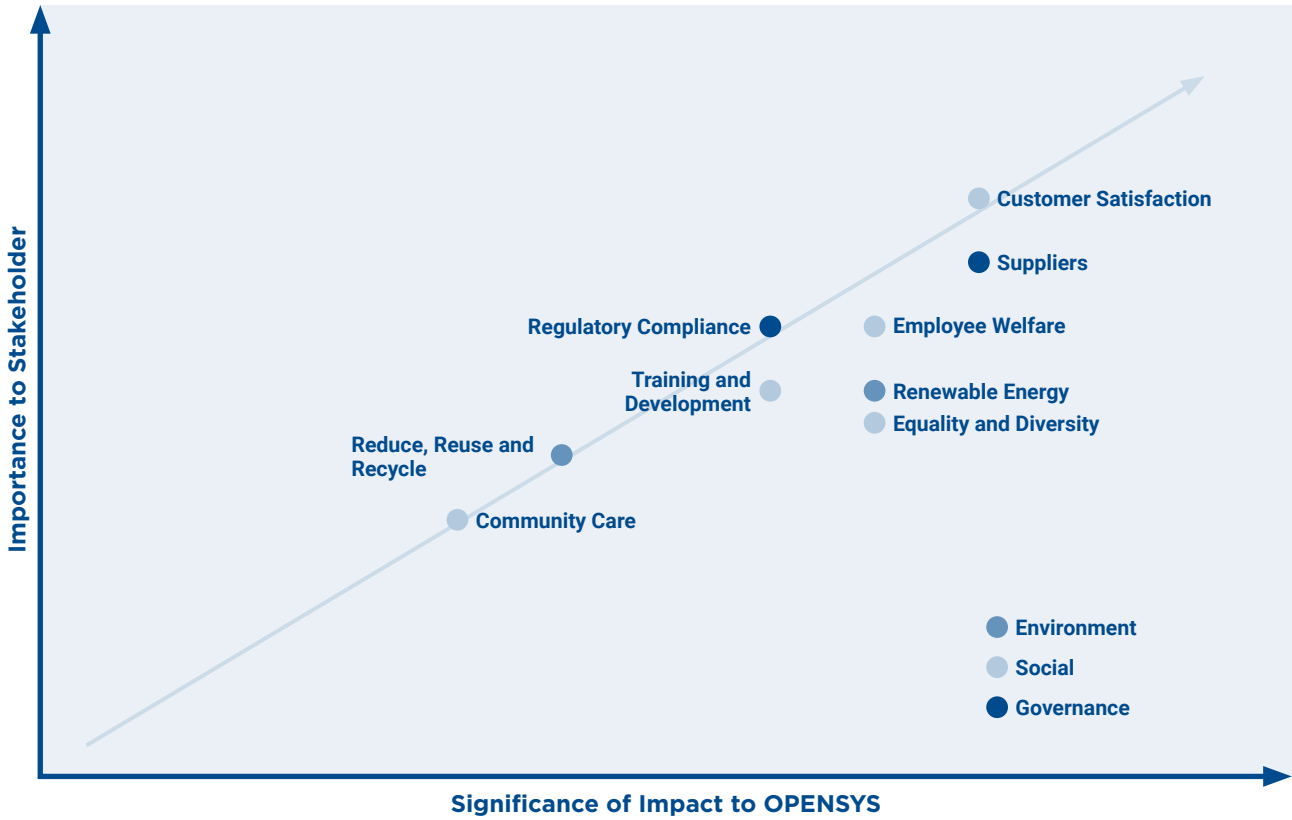 Importance to Stakeholder
Customer Satisfaction
Suppliers
Regulatory Compliance
Employee Welfare
Training and
Development
Renewable Energy
Equality and Diversity
Reduce, Reuse and
Recycle
Community Care
Environment
Social
Governance
Significance of Impact to OPENSYS